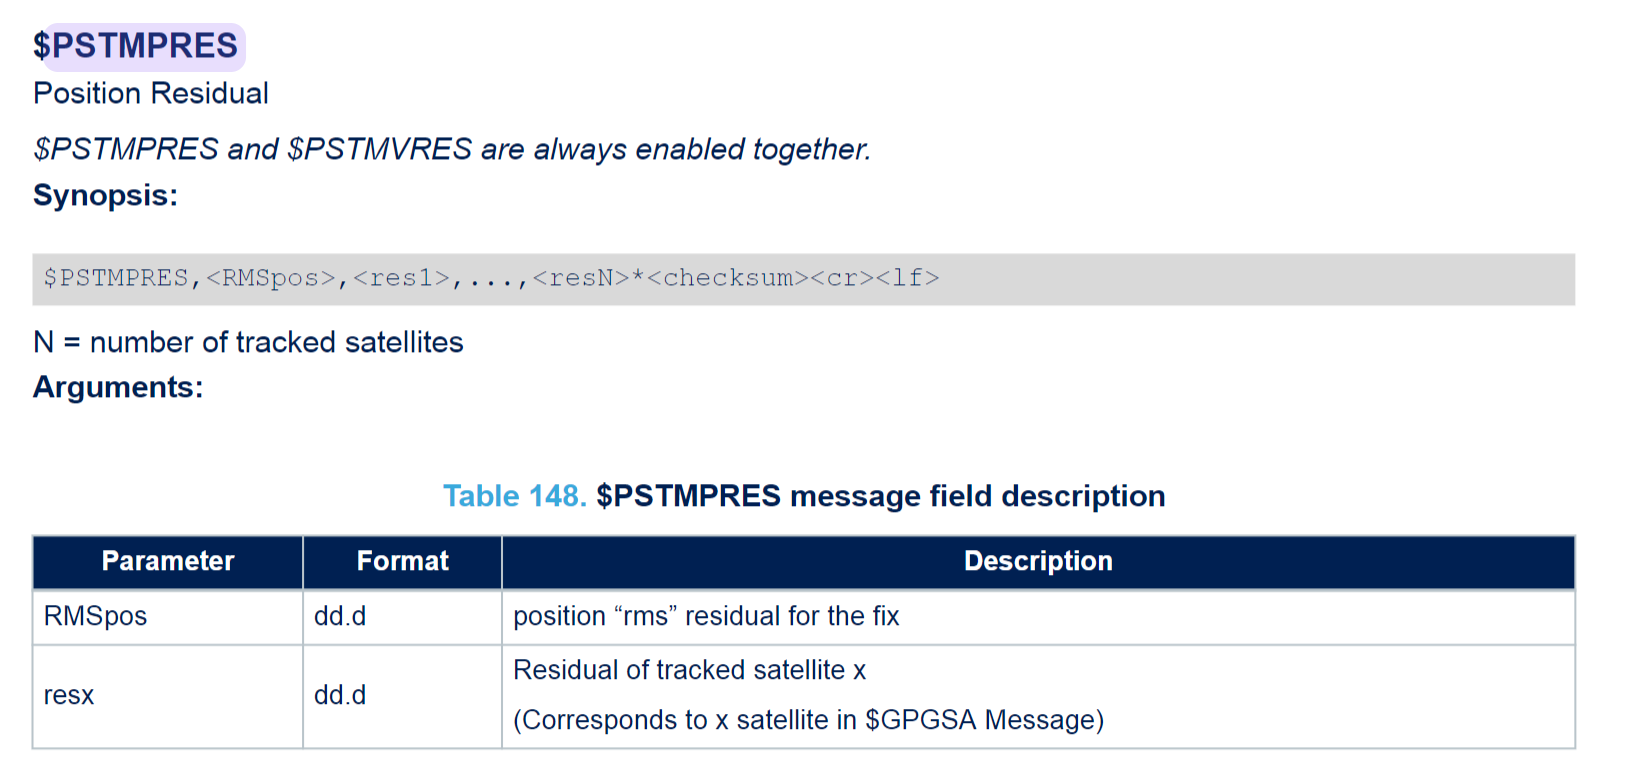 $PSTMPRES
Position Residual
$PSTMPRES and $PSTMVRES are always enabled together.
Synopsis:
$PSTMPRES,<RMSpos>,<res1>,...,<resN>*<checksum><cr><lf>
N = number of tracked satellites
Arguments:
Table 148. $PSTMPRES message field description
Parameter Format Description
RMSpos dd.d position “rms” residual for the fix
resx dd.d Residual of tracked satellite x
(Corresponds to x satellite in $GPGSA Message)